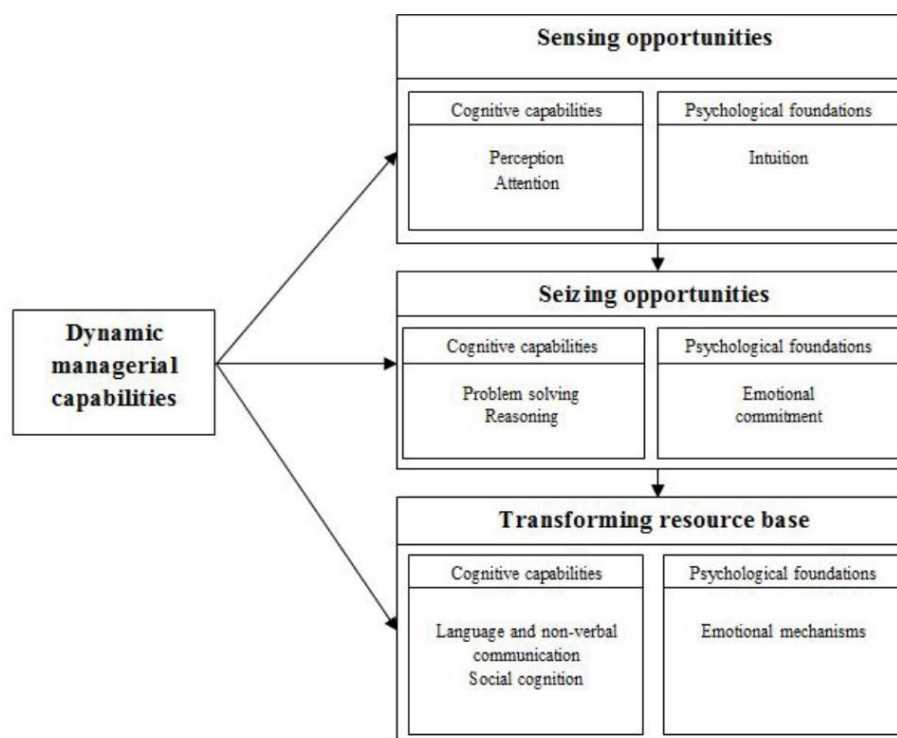 Sensing opportunities
Cognitive capabilities
Psychological foundations
Perception
Attention
Intuition
Dynamic
managerial
capabilities
Seizing opportunities
Cognitive capabilities
Psychological foundations
Problem solving
Reasoning
Emotional
commitment
Transforming resource base
Cognitive capabilities
Psychological foundations
Language and non-verbal
communication
Social cognition
Emotional mechanisms